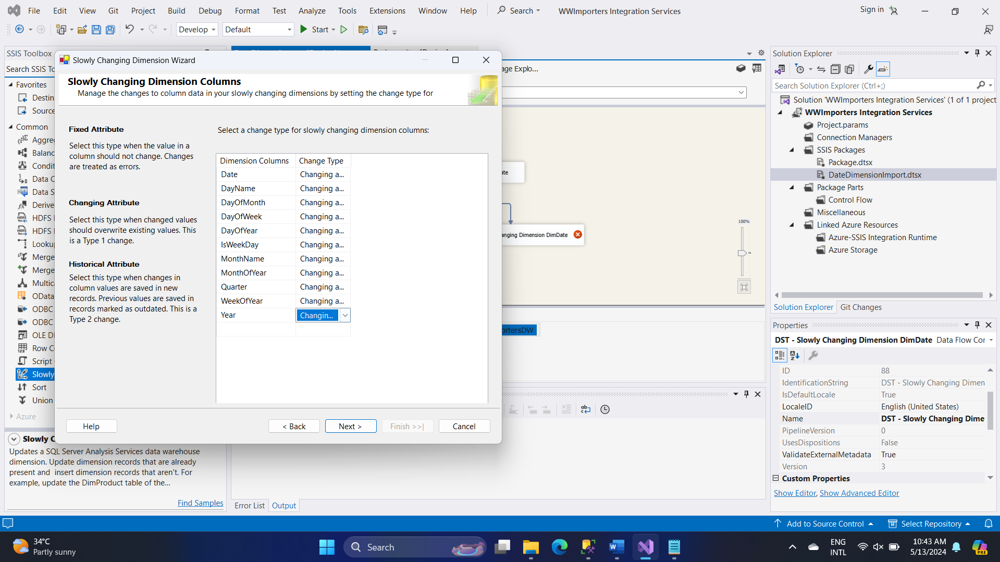 File Edit View Git Project Build Debug Format Test Analyze Tools Extensions Window Help Search WWImporters Integration Services Sign in
Develop Default Start
SSIS Toolbox
Search SSIS To
Favorites
Destin
Source
Common
Aggre
Balanc
Condit
Data C
Data S
Derive
HDFS
HDFS
Looku
Merge
Merge
Multic
OData
ODBC
ODBC
OLE D
Row C
Script
Slowly
Sort
Union
Azure
Slowly C
Updates a SQL Server Analysis Services data warehouse
dimension. Update dimension records that are already
present and insert dimension records that aren't. For
example, update the DimProduct table of the...
Find Samples
Slowly Changing Dimension Wizard
Slowly Changing Dimension Columns
Manage the changes to column data in your slowly changing dimensions by setting the change type for
Fixed Attribute
Select this type when the value in a
column should not change. Changes
are treated as errors.
Changing Attribute
Select this type when changed values
should overwrite existing values. This
is a Type 1 change.
Historical Attribute
Select this type when changes in
column values are saved in new
records. Previous values are saved in
records marked as outdated. This is a
Type 2 change.
Select a change type for slowly changing dimension columns:
Dimension Columns Change Type
Date Changing a...
DayName Changing a...
DayOfMonth Changing a...
DayOfWeek Changing a...
DayOfYear Changing a...
IsWeekDay Changing a...
MonthName Changing a...
MonthOfYear Changing a...
Quarter Changing a...
WeekOfYear Changing a...
Year Changin...
Help < Back Next > Finish >>| Cancel
age Explo...
ate
anging Dimension DimDate
100%
ortersDW
Error List Output
Solution Explorer
Search Solution Explorer (Ctrl+;)
Solution 'WWImporters Integration Services' (1 of 1 project
WWImporters Integration Services
Project.params
Connection Managers
SSIS Packages
Package.dtsx
DateDimensionImport.dtsx
Package Parts
Control Flow
Miscellaneous
Linked Azure Resources
Azure-SSIS Integration Runtime
Azure Storage
Solution Explorer Git Changes
Properties
DST - Slowly Changing Dimension DimDate Data Flow Cor
ID 88
IdentificationString DST - Slowly Changing Dimen
IsDefaultLocale True
LocaleID English (United States)
Name DST - Slowly Changing Dime
PipelineVersion 0
UsesDispositions False
ValidateExternalMetadata True
Version 3
Custom Properties
Show Editor, Show Advanced Editor
Add to Source Control Select Repository
34°C
Partly sunny
Search
ENG
INTL
10:43 AM
5/13/2024
PRE